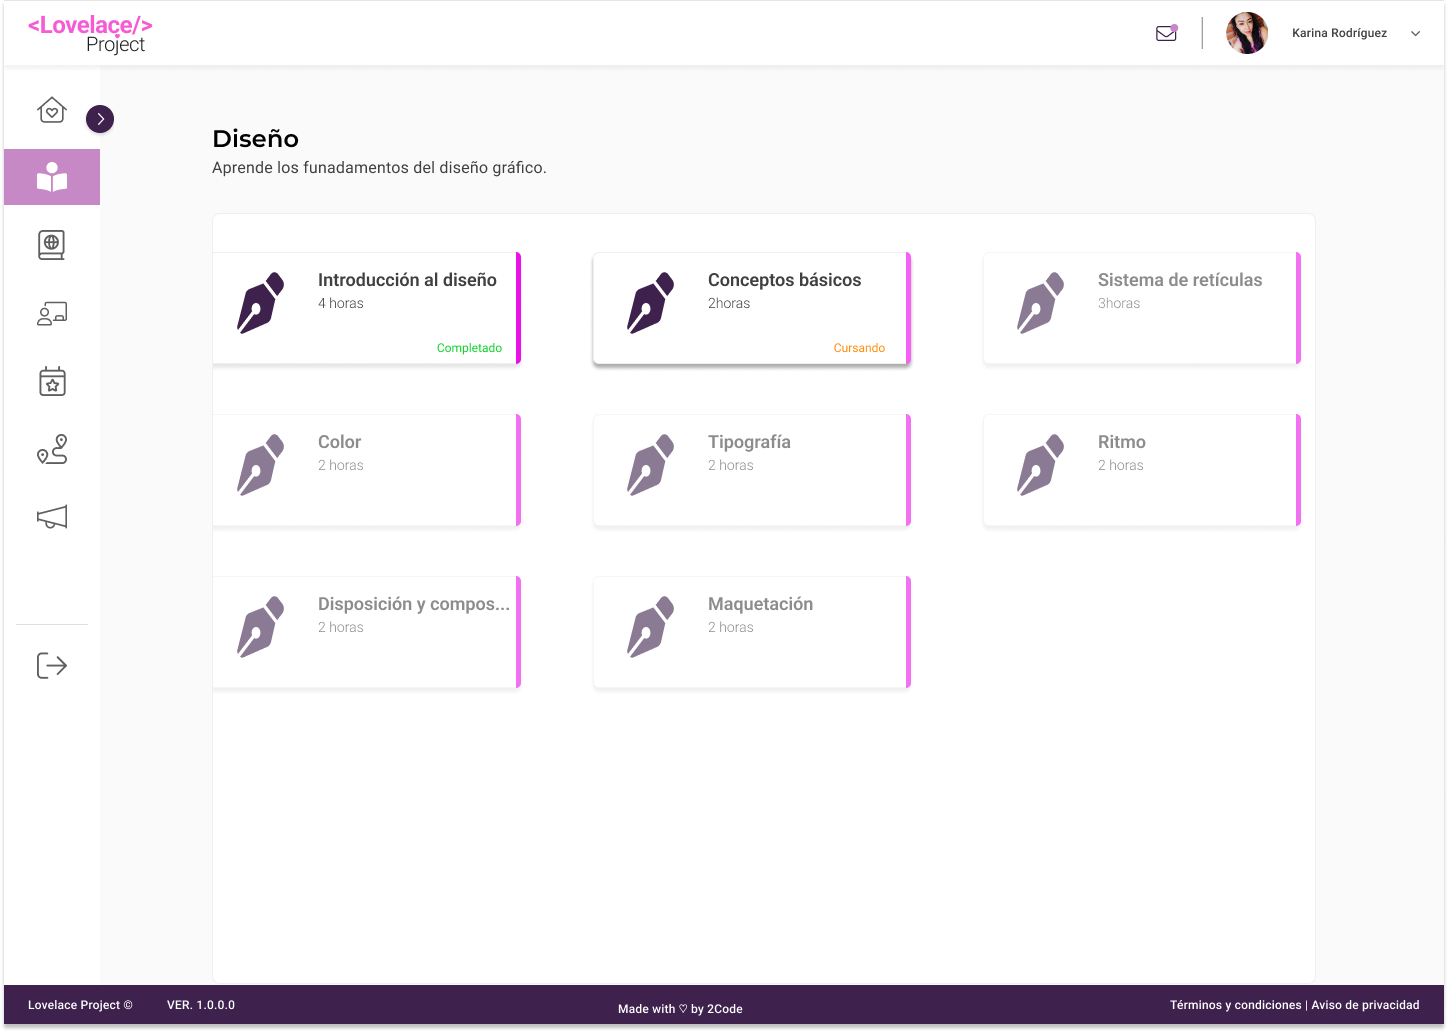 <Lovelace/>
Project
Karina Rodríguez
Diseño
Aprende los funadamentos del diseño gráfico.
Introducción al diseño
4 horas
Completado
Conceptos básicos
2horas
Cursando
Sistema de retículas
3horas
Color
2 horas
Tipografía
2 horas
Ritmo
2 horas
Disposición y compos...
2 horas
Maquetación
2 horas
Lovelace Project © VER. 1.0.0.0
Made with ♡ by 2Code
Términos y condiciones | Aviso de privacidad